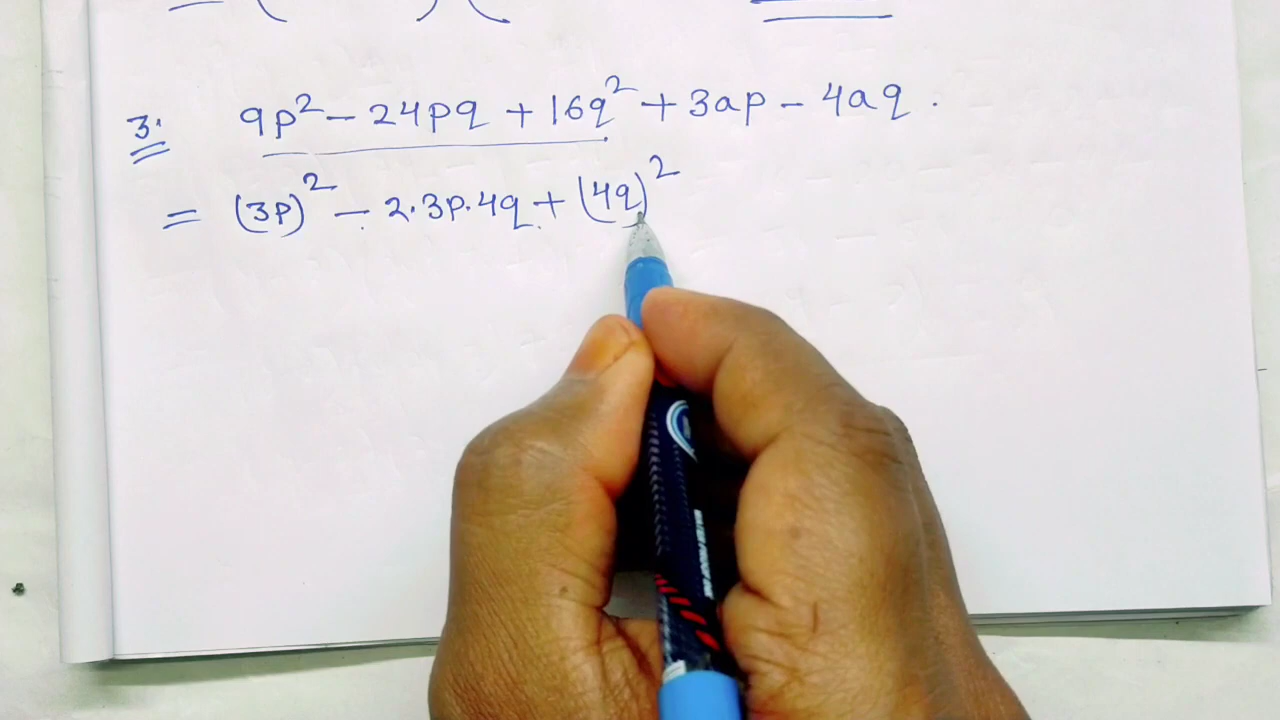 = ( ) (
3. 9p² - 24pq + 16q² + 3ap - 4aq .
= (3p)² - 2·3p·4q + (4q)²